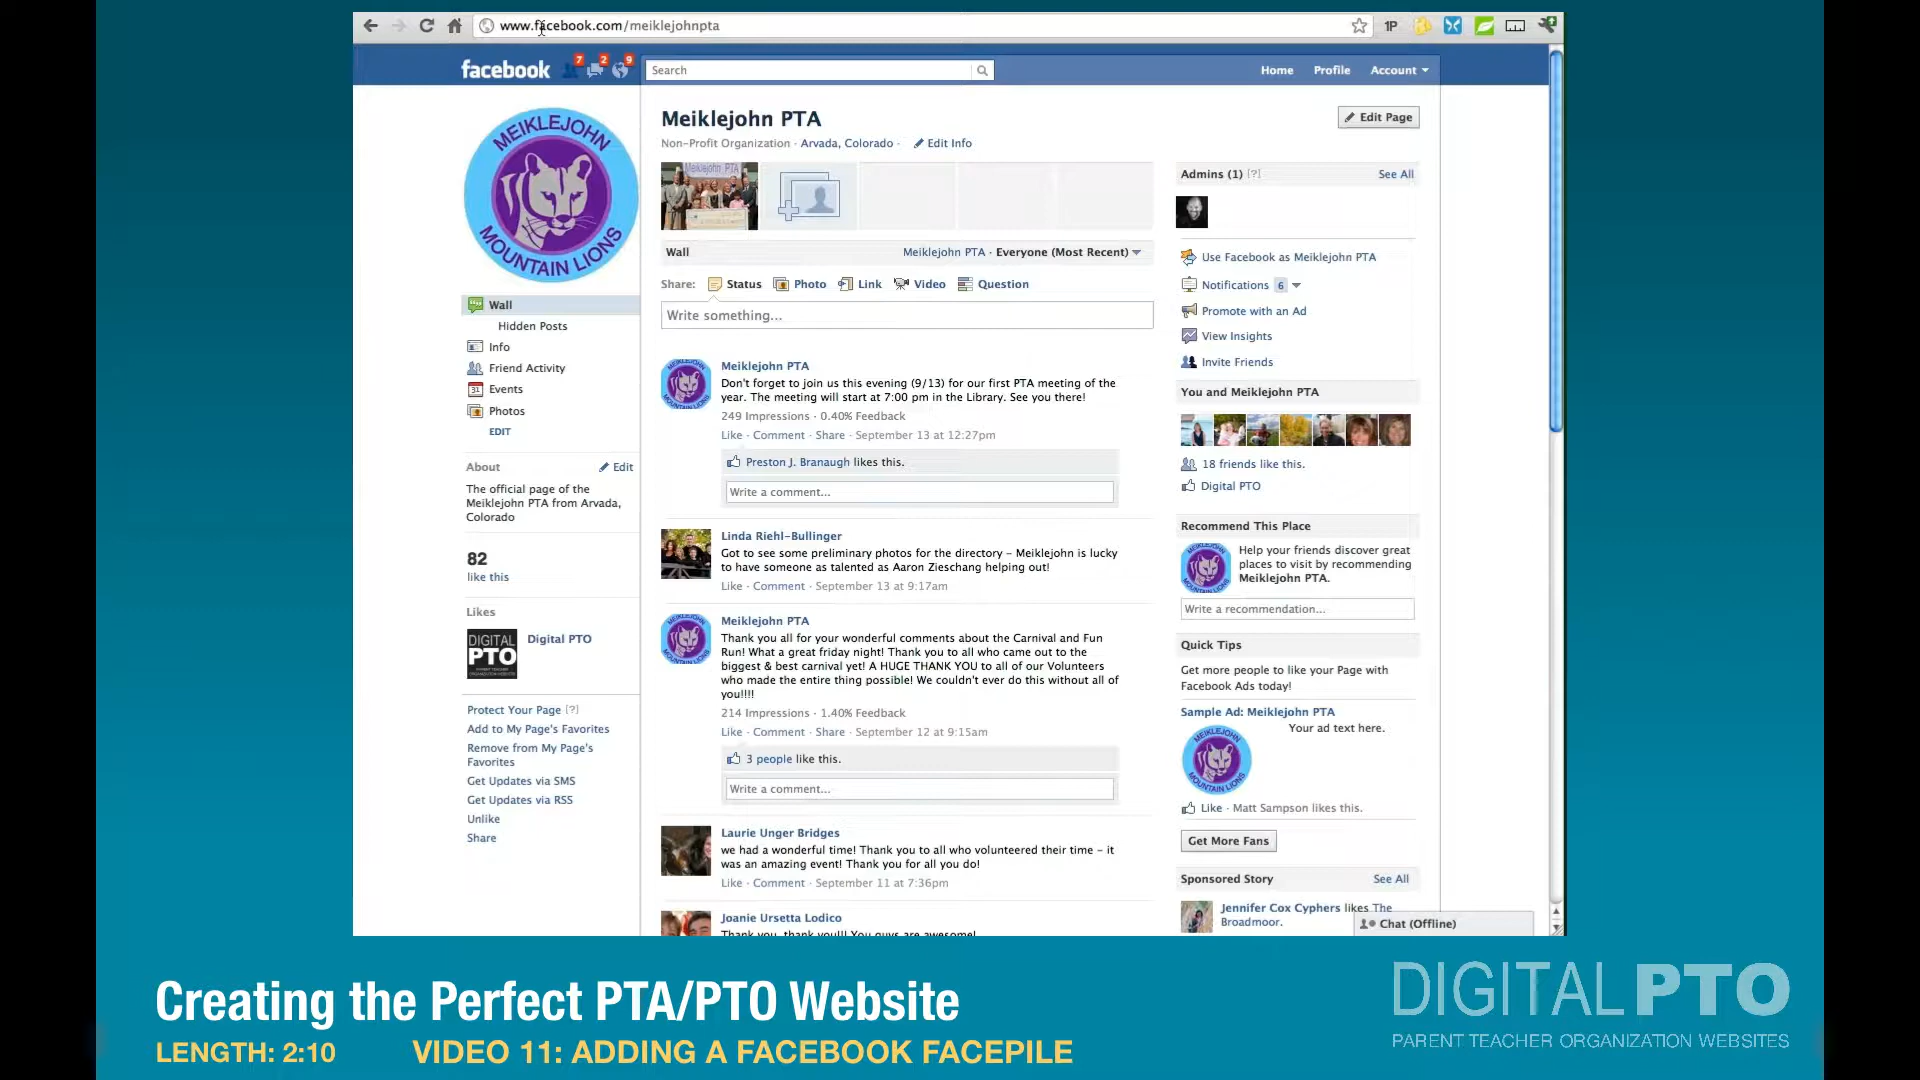 www.facebook.com/meiklejohnpta
1P
facebook
7
2
9
Search
Home
Profile
Account
MEIKLEJOHN
MOUNTAIN LIONS
Wall
Hidden Posts
Info
Friend Activity
Events
Photos
EDIT
About
Edit
The official page of the
Meiklejohn PTA from Arvada,
Colorado
82
like this
Likes
DIGITAL
PTO
Digital PTO
Protect Your Page [?]
Add to My Page's Favorites
Remove from My Page's
Favorites
Get Updates via SMS
Get Updates via RSS
Unlike
Share
Meiklejohn PTA
Non-Profit Organization · Arvada, Colorado · Edit Info
Meiklejohn PTA
Wall
Meiklejohn PTA · Everyone (Most Recent)
Share: Status Photo Link Video Question
Write something...
Meiklejohn PTA
Don't forget to join us this evening (9/13) for our first PTA meeting of the
year. The meeting will start at 7:00 pm in the Library. See you there!
249 Impressions · 0.40% Feedback
Like · Comment · Share · September 13 at 12:27pm
Preston J. Branaugh likes this.
Write a comment...
Linda Riehl-Bullinger
Got to see some preliminary photos for the directory – Meiklejohn is lucky
to have someone as talented as Aaron Zieschang helping out!
Like · Comment · September 13 at 9:17am
Meiklejohn PTA
Thank you all for your wonderful comments about the Carnival and Fun
Run! What a great friday night! Thank you to all who came out to the
biggest & best carnival yet! A HUGE THANK YOU to all of our Volunteers
who made the entire thing possible! We couldn't ever do this without all of
you!!!!
214 Impressions · 1.40% Feedback
Like · Comment · Share · September 12 at 9:15am
3 people like this.
Write a comment...
Laurie Unger Bridges
we had a wonderful time! Thank you to all who volunteered their time – it
was an amazing event! Thank you for all you do!
Like · Comment · September 11 at 7:36pm
Joanie Ursetta Lodico
Thank you, thank you!!! You guys are awesome!
Edit Page
Admins (1) [?]
See All
Use Facebook as Meiklejohn PTA
Notifications 6
Promote with an Ad
View Insights
Invite Friends
You and Meiklejohn PTA
18 friends like this.
Digital PTO
Recommend This Place
Help your friends discover great
places to visit by recommending
Meiklejohn PTA.
Write a recommendation...
Quick Tips
Get more people to like your Page with
Facebook Ads today!
Sample Ad: Meiklejohn PTA
Your ad text here.
MEIKLEJOHN
MOUNTAIN LIONS
Like · Matt Sampson likes this.
Get More Fans
Sponsored Story
See All
Jennifer Cox Cyphers likes The
Broadmoor.
Chat (Offline)
Creating the Perfect PTA/PTO Website
LENGTH: 2:10
VIDEO 11: ADDING A FACEBOOK FACEPILE
DIGITALPTO
PARENT TEACHER ORGANIZATION WEBSITES